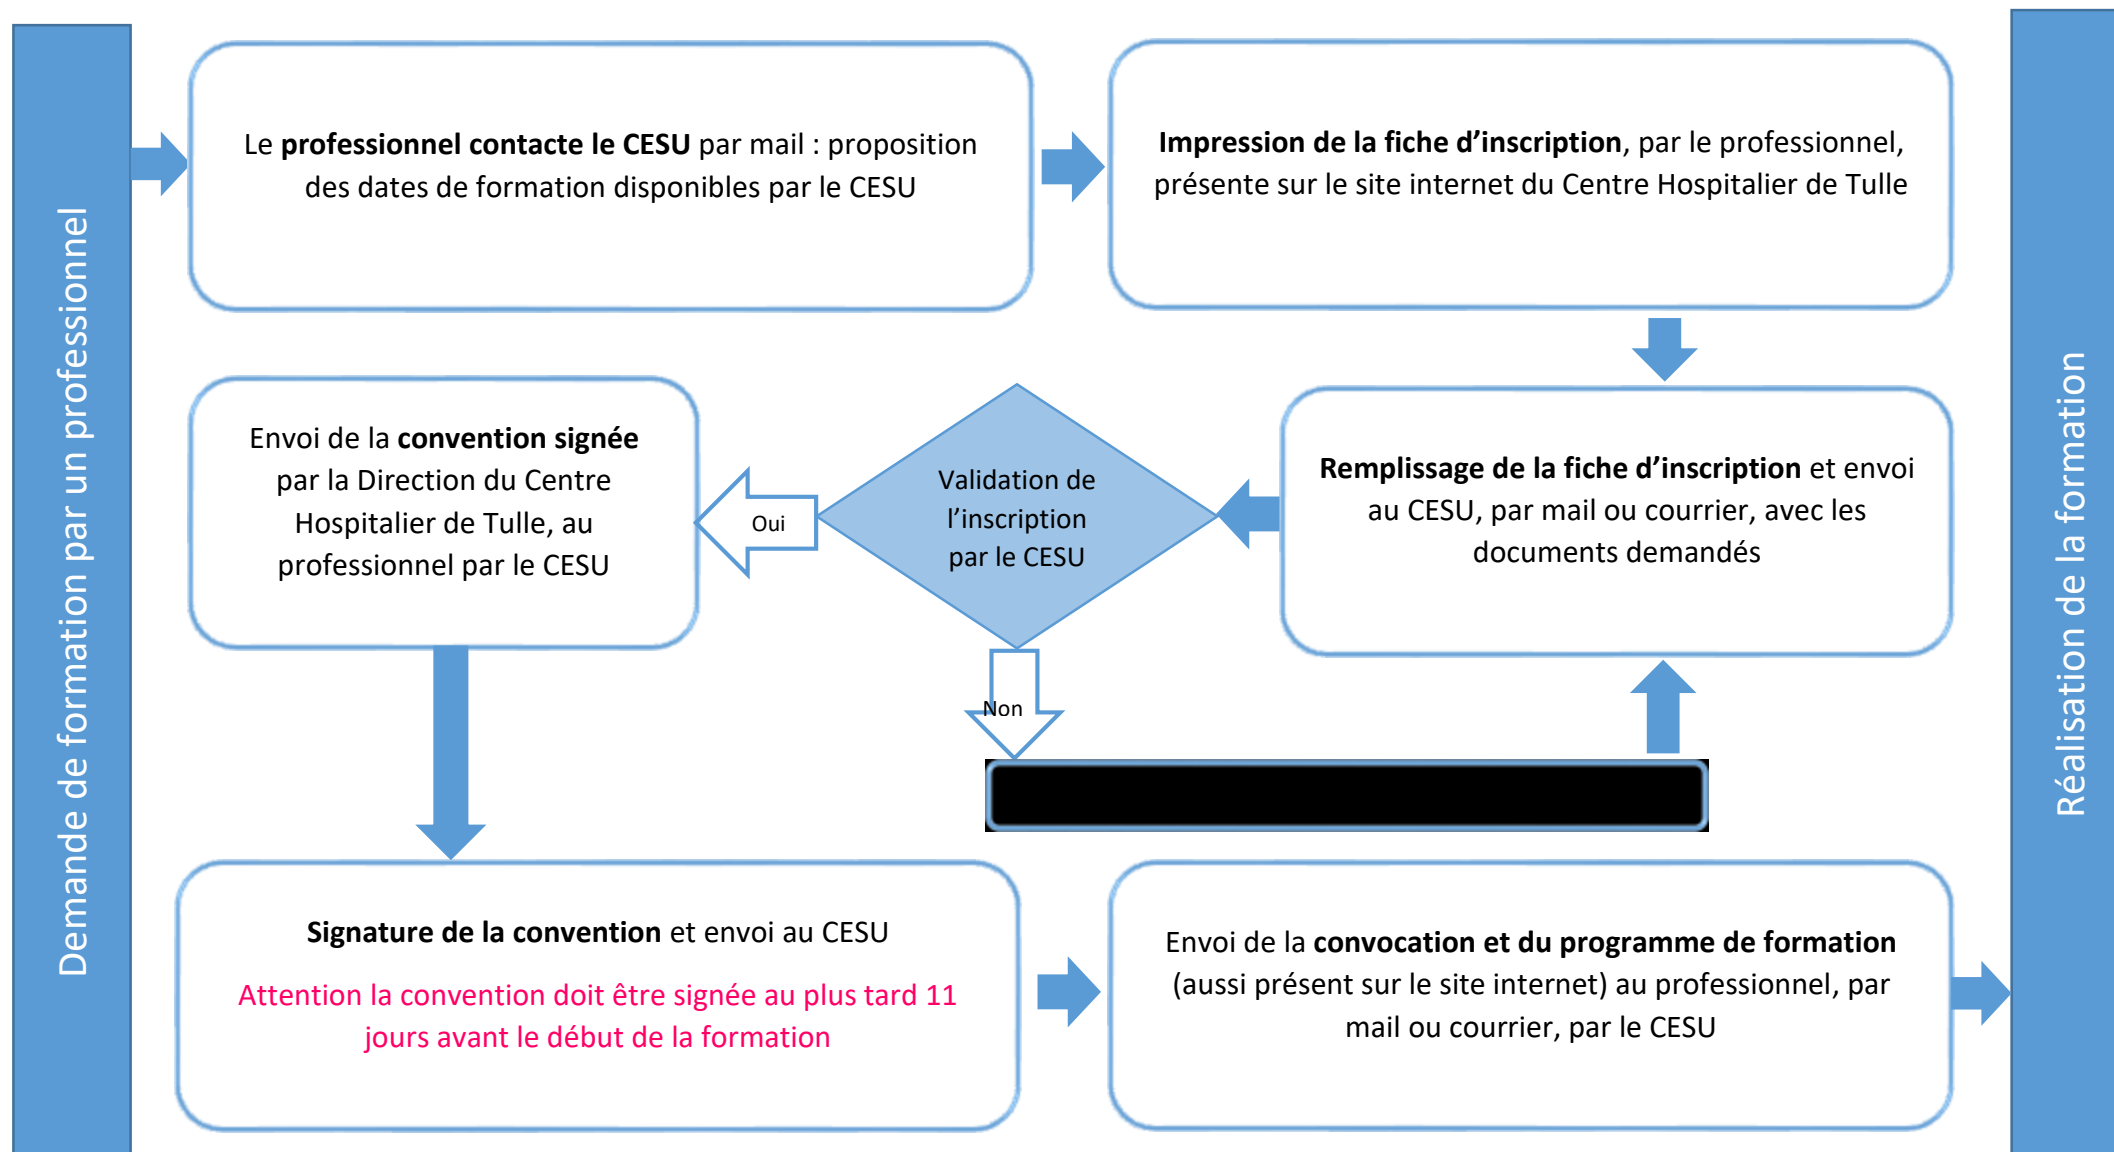 Demande de formation par un professionnel
Le professionnel contacte le CESU par mail : proposition
des dates de formation disponibles par le CESU
Impression de la fiche d’inscription, par le professionnel,
présente sur le site internet du Centre Hospitalier de Tulle
Remplissage de la fiche d’inscription et envoi
au CESU, par mail ou courrier, avec les
documents demandés
Validation de
l’inscription
par le CESU
Oui
Non
Envoi de la convention signée
par la Direction du Centre
Hospitalier de Tulle, au
professionnel par le CESU
Signature de la convention et envoi au CESU
Attention la convention doit être signée au plus tard 11
jours avant le début de la formation
Envoi de la convocation et du programme de formation
(aussi présent sur le site internet) au professionnel, par
mail ou courrier, par le CESU
Réalisation de la formation